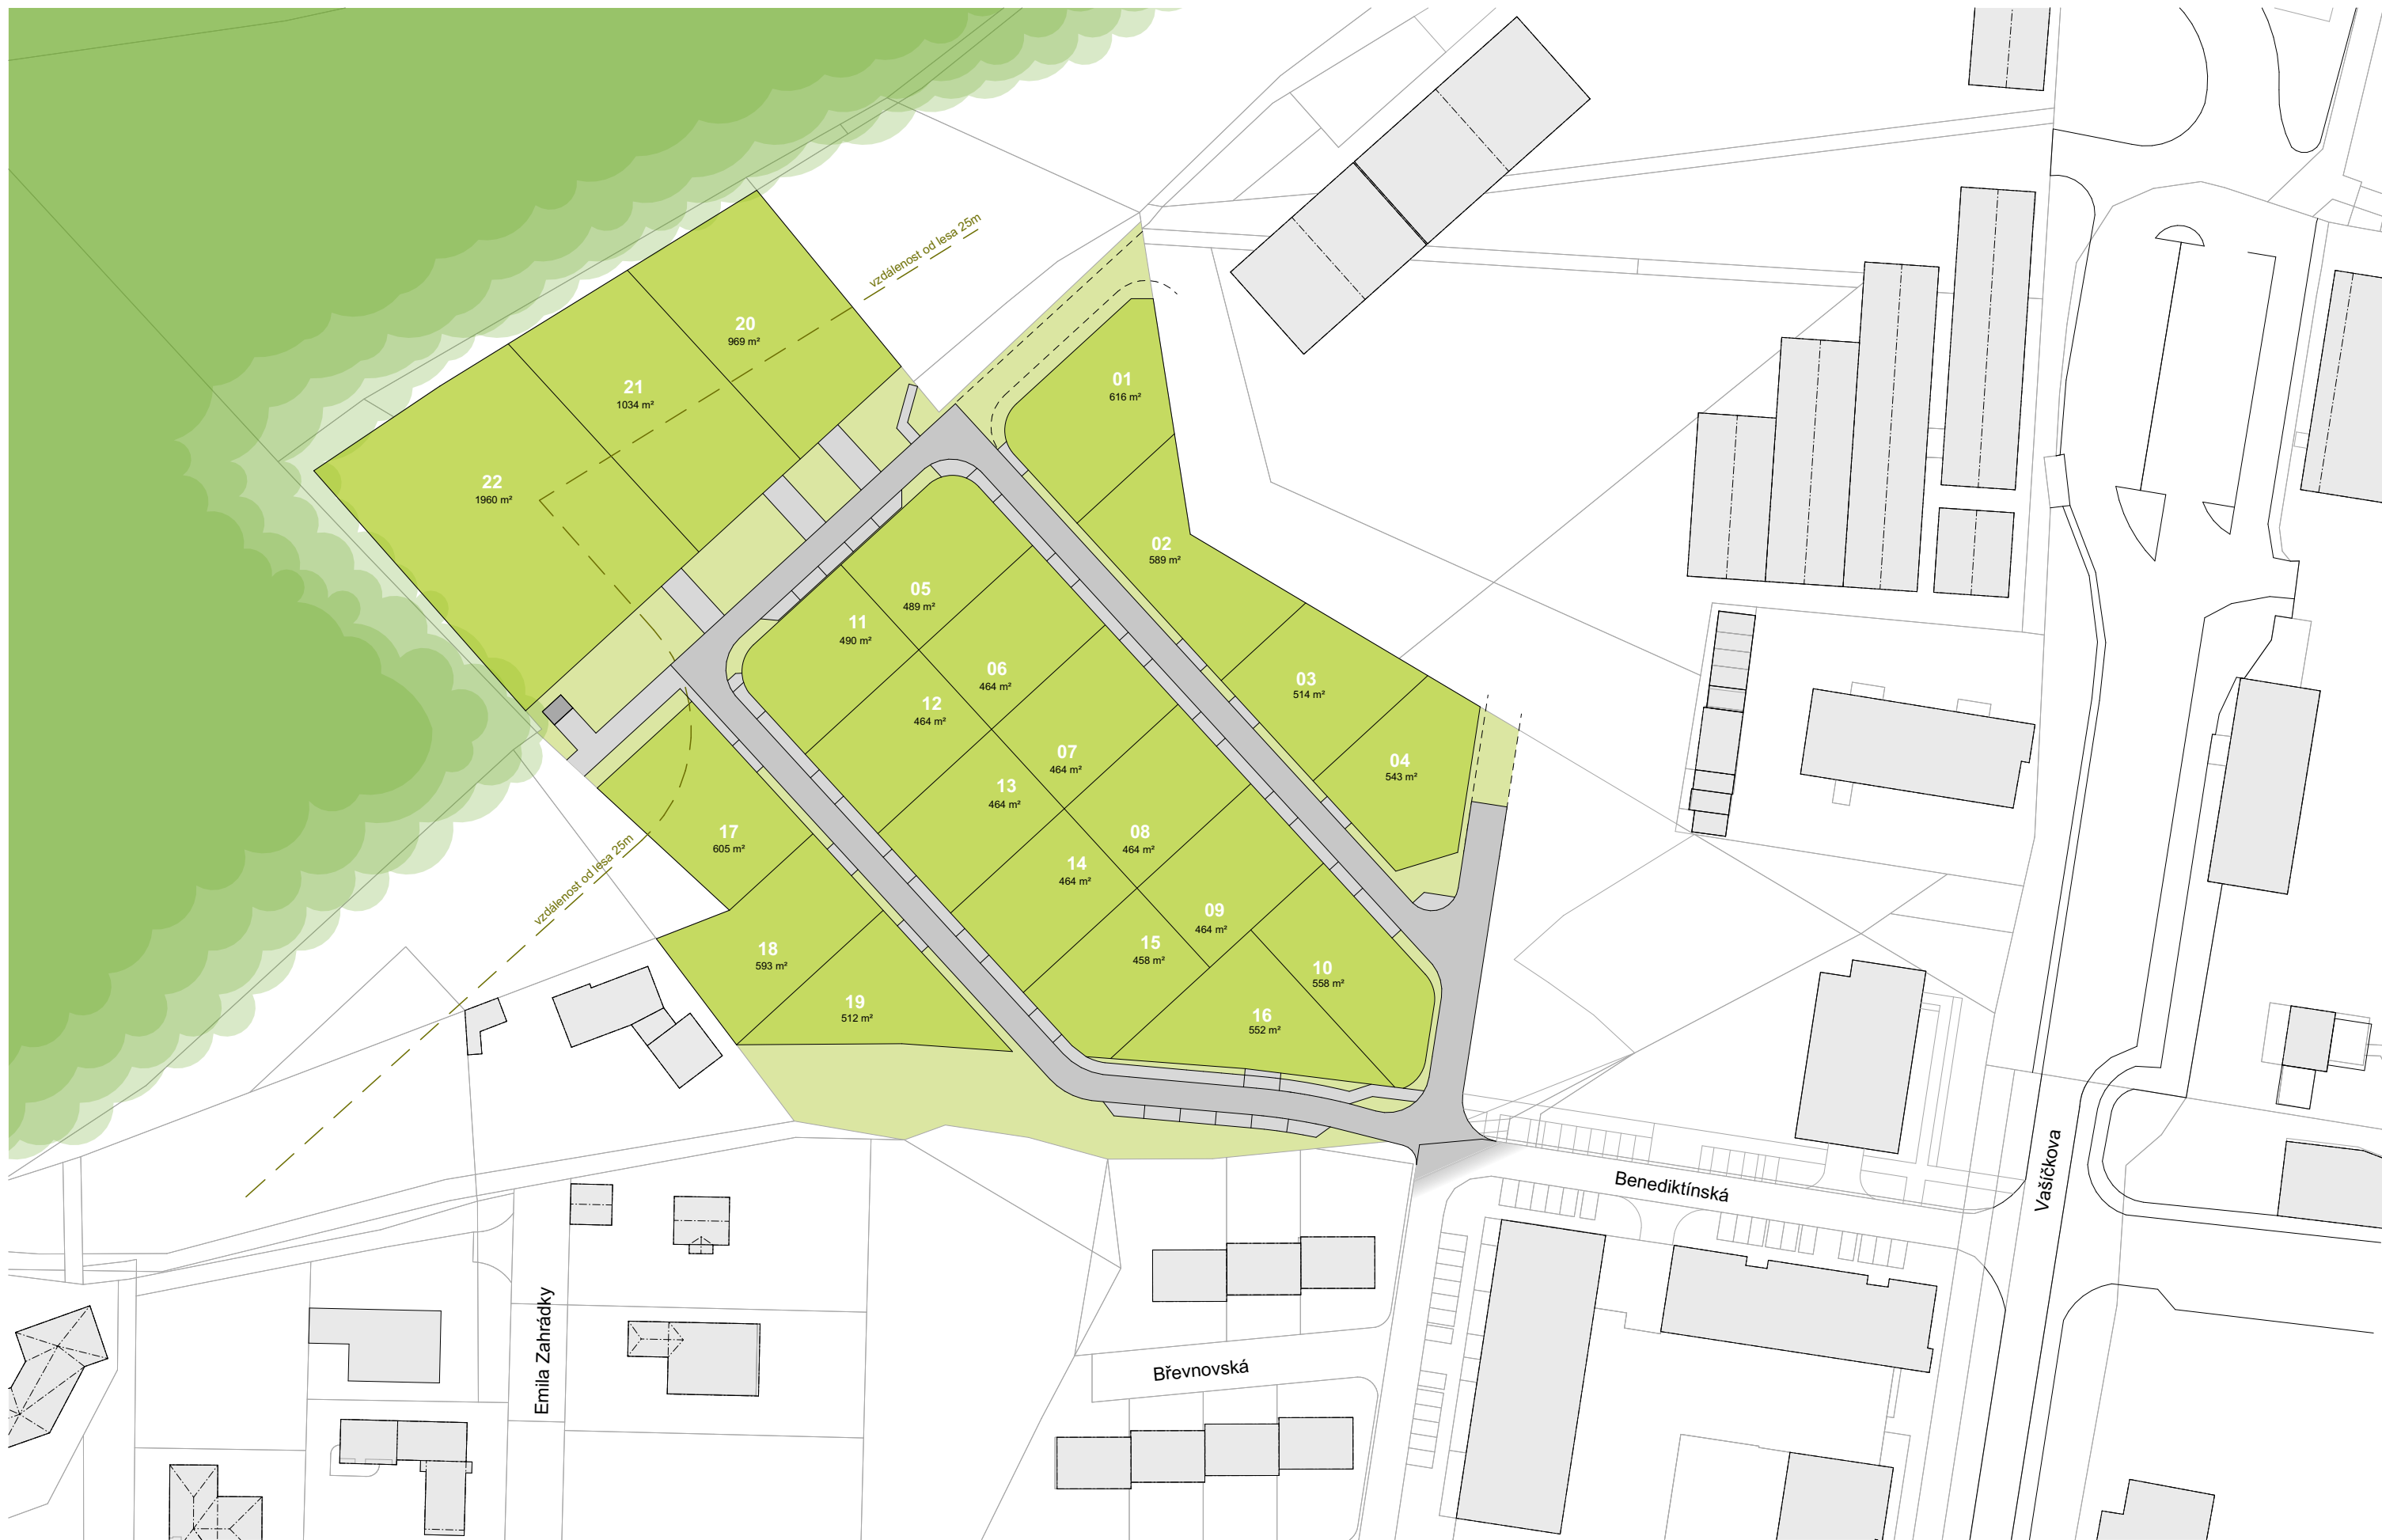 vzdálenost od lesa 25m
20
969 m²
01
616 m²
21
1034 m²
22
1960 m²
02
589 m²
05
489 m²
11
490 m²
06
464 m²
03
514 m²
12
464 m²
07
464 m²
04
543 m²
13
464 m²
17
605 m²
08
464 m²
14
464 m²
vzdálenost od lesa 25m
09
464 m²
18
593 m²
15
458 m²
10
558 m²
19
512 m²
16
552 m²
Benediktínská
Vašíčkova
Emila Zahrádky
Břevnovská